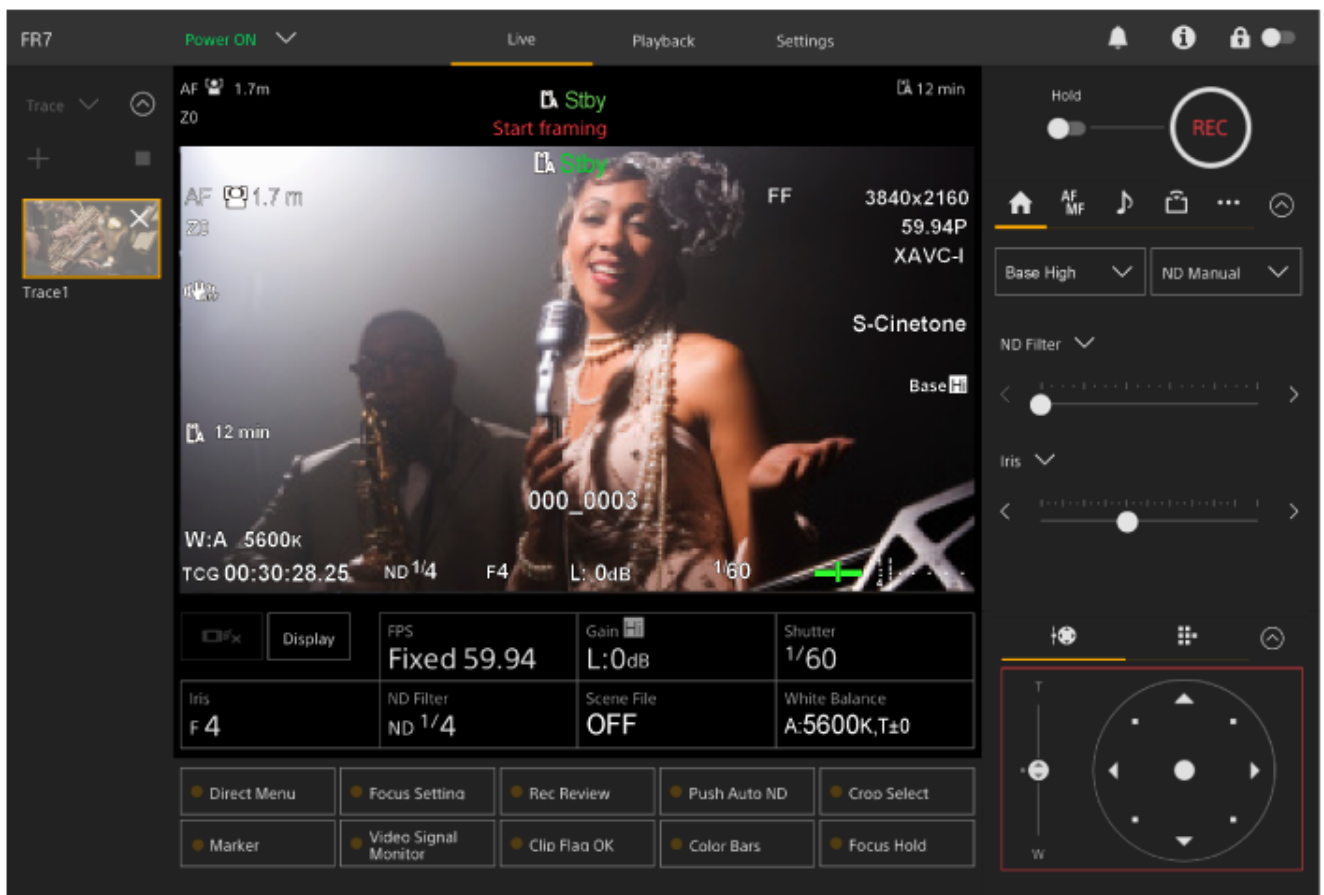 FR7
Power ON
Live
Playback
Settings
Trace
Trace1
AF 1.7m
Z0
Stby
Start framing
12 min
Stby
AF 1.7 m
Z0
FF
3840x2160
59.94P
XAVC-I
S-Cinetone
Base Hi
12 min
000_0003
W:A 5600K
TCG 00:30:28.25
ND 1/4
F4
L: 0dB
1/60
Display
FPS
Fixed 59.94
Gain Hi
L:0dB
Shutter
1/60
Iris
F 4
ND Filter
ND 1/4
Scene File
OFF
White Balance
A:5600K,T±0
Direct Menu
Focus Setting
Rec Review
Push Auto ND
Crop Select
Marker
Video Signal
Monitor
Clip Flag OK
Color Bars
Focus Hold
Hold
REC
AF
MF
Base High
ND Manual
ND Filter
Iris
T
W